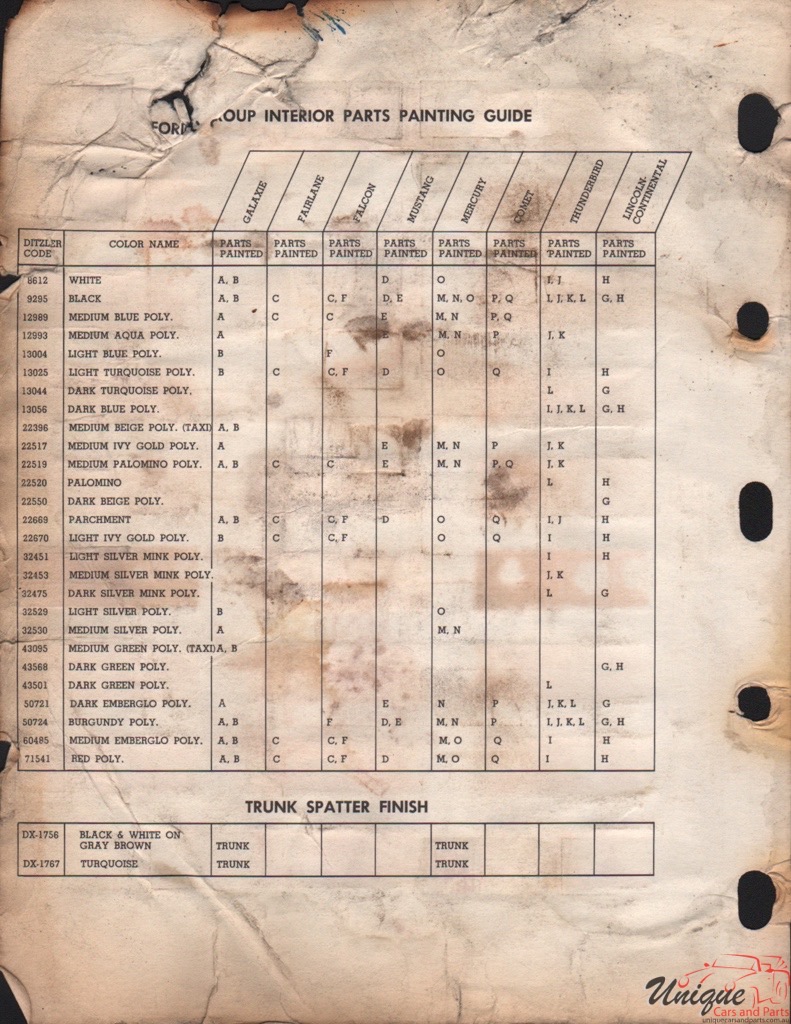 FORD GROUP INTERIOR PARTS PAINTING GUIDE
GALAXIE FAIRLANE FALCON MUSTANG MERCURY COMET THUNDERBIRD LINCOLN-CONTINENTAL
DITZLER CODE COLOR NAME PARTS PAINTED PARTS PAINTED PARTS PAINTED PARTS PAINTED PARTS PAINTED PARTS PAINTED PARTS PAINTED PARTS PAINTED
8612 WHITE A, B D O I, J H
9295 BLACK A, B C C, F D, E M, N, O P, Q I, J, K, L G, H
12989 MEDIUM BLUE POLY. A C C E M, N P, Q
12993 MEDIUM AQUA POLY. A E M, N P J, K
13004 LIGHT BLUE POLY. B F O
13025 LIGHT TURQUOISE POLY. B C C, F D O Q I H
13044 DARK TURQUOISE POLY. L G
13056 DARK BLUE POLY. I, J, K, L G, H
22396 MEDIUM BEIGE POLY. (TAXI) A, B
22517 MEDIUM IVY GOLD POLY. A E M, N P J, K
22519 MEDIUM PALOMINO POLY. A, B C C E M, N P, Q J, K
22520 PALOMINO L H
22550 DARK BEIGE POLY. G
22669 PARCHMENT A, B C C, F D O Q I, J H
22670 LIGHT IVY GOLD POLY. B C C, F O Q I H
32451 LIGHT SILVER MINK POLY. I H
32453 MEDIUM SILVER MINK POLY. J, K
32475 DARK SILVER MINK POLY. L G
32529 LIGHT SILVER POLY. B O
32530 MEDIUM SILVER POLY. A M, N
43095 MEDIUM GREEN POLY. (TAXI) A, B
43568 DARK GREEN POLY. G, H
43501 DARK GREEN POLY. L
50721 DARK EMBERGLO POLY. A E N P J, K, L G
50724 BURGUNDY POLY. A, B F D, E M, N P I, J, K, L G, H
60485 MEDIUM EMBERGLO POLY. A, B C C, F M, O Q I H
71541 RED POLY. A, B C C, F D M, O Q I H
TRUNK SPATTER FINISH
DX-1756 BLACK & WHITE ON
GRAY BROWN TRUNK TRUNK
DX-1767 TURQUOISE TRUNK TRUNK
Unique
Cars and Parts
uniquecarsandparts.com.au